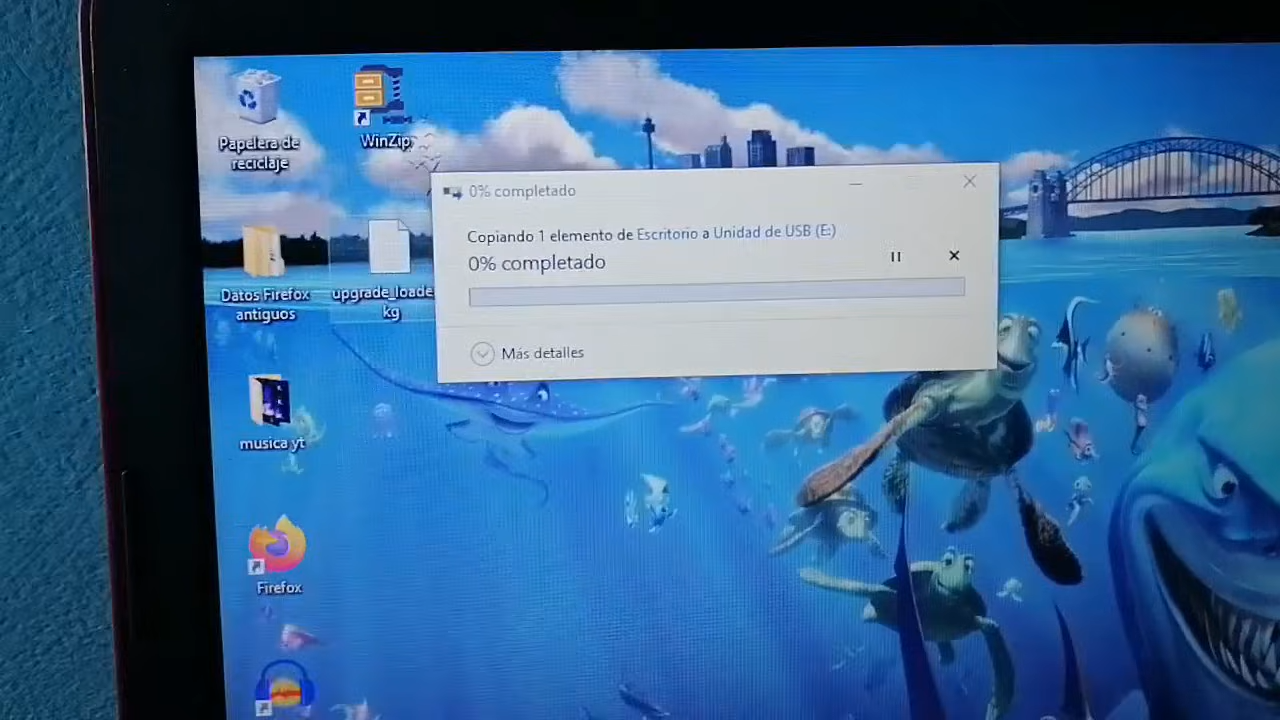 Papelera de
reciclaje
WinZip
0% completado
Copiando 1 elemento de Escritorio a Unidad de USB (E:)
0% completado
Más detalles
Datos Firefox
antiguos
upgrade_loade
kg
musica yt
Firefox